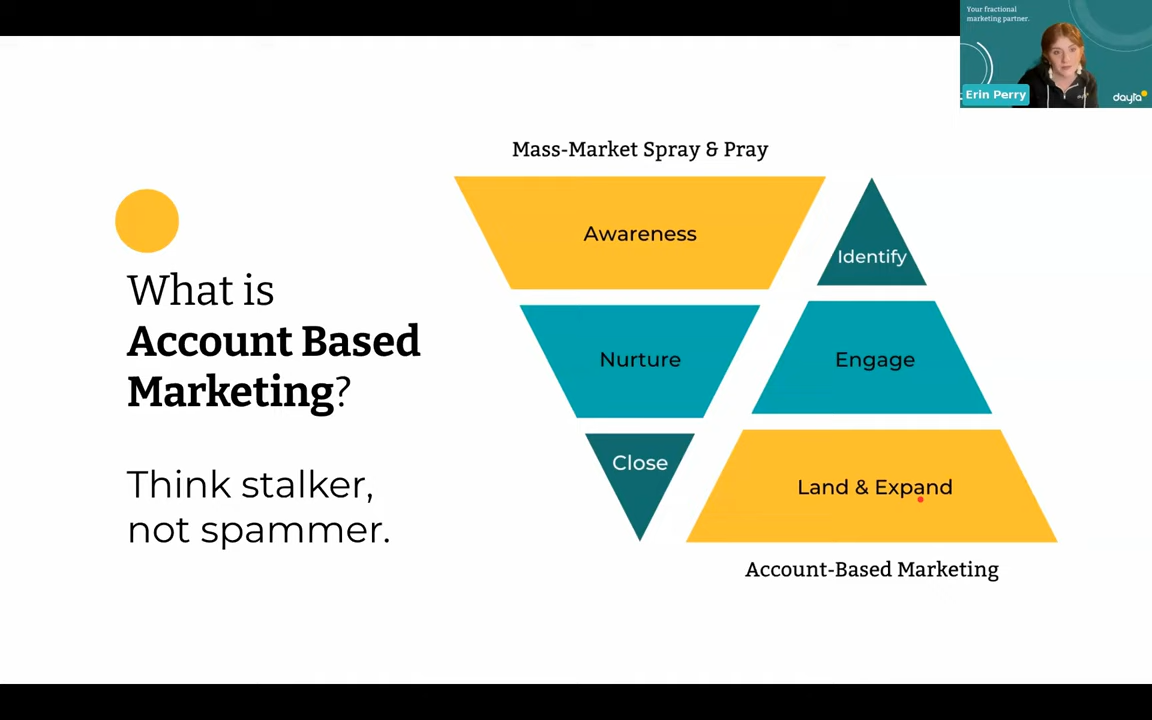 Your fractional
marketing partner.
Erin Perry
dayta
Mass-Market Spray & Pray
Awareness
Identify
What is
Account Based
Marketing?
Nurture
Engage
Close
Think stalker,
not spammer.
Land & Expand
Account-Based Marketing